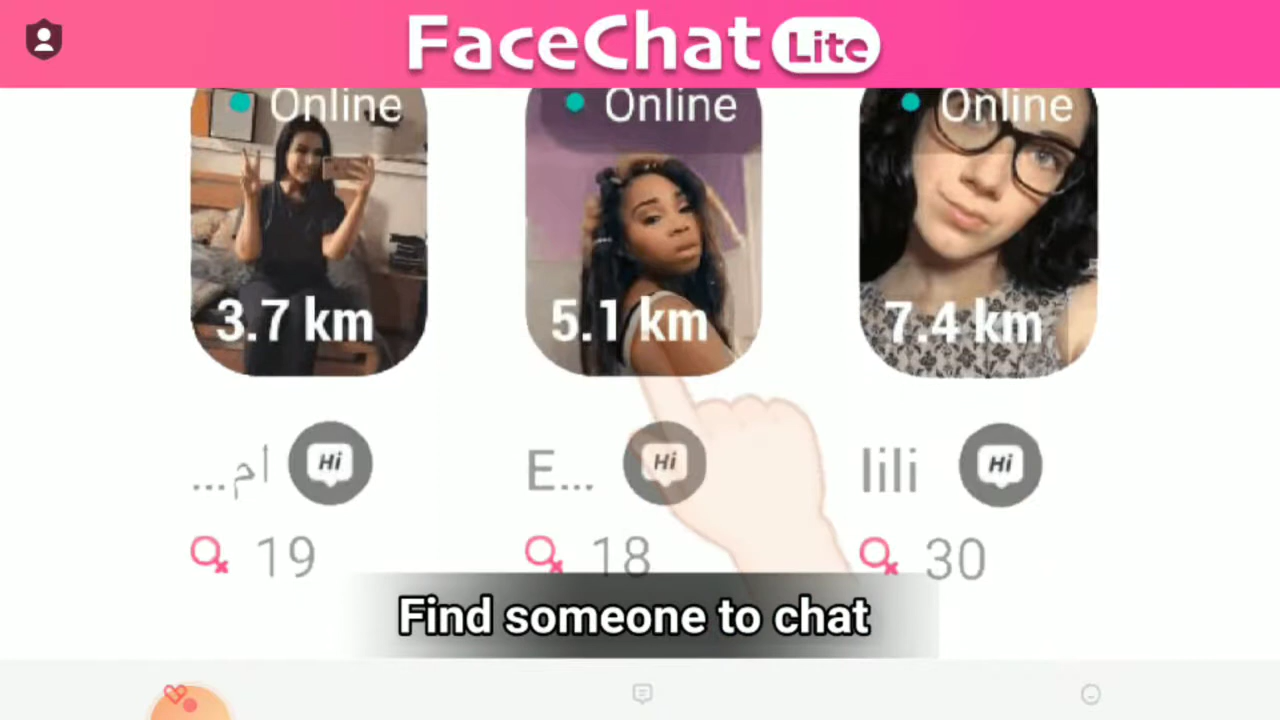 FaceChat Lite
Online Online Online
3.7 km 5.1 km 7.4 km
ام... Hi E... Hi lili Hi
19 18 30
Find someone to chat